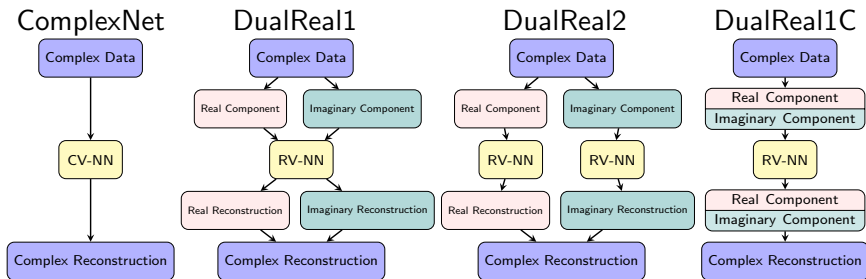 ComplexNet
Complex Data
CV-NN
Complex Reconstruction
DualReal1
Complex Data
Real Component
Imaginary Component
RV-NN
Real Reconstruction
Imaginary Reconstruction
Complex Reconstruction
DualReal2
Complex Data
Real Component
Imaginary Component
RV-NN
RV-NN
Real Reconstruction
Imaginary Reconstruction
Complex Reconstruction
DualReal1C
Complex Data
Real Component
Imaginary Component
RV-NN
Real Component
Imaginary Component
Complex Reconstruction